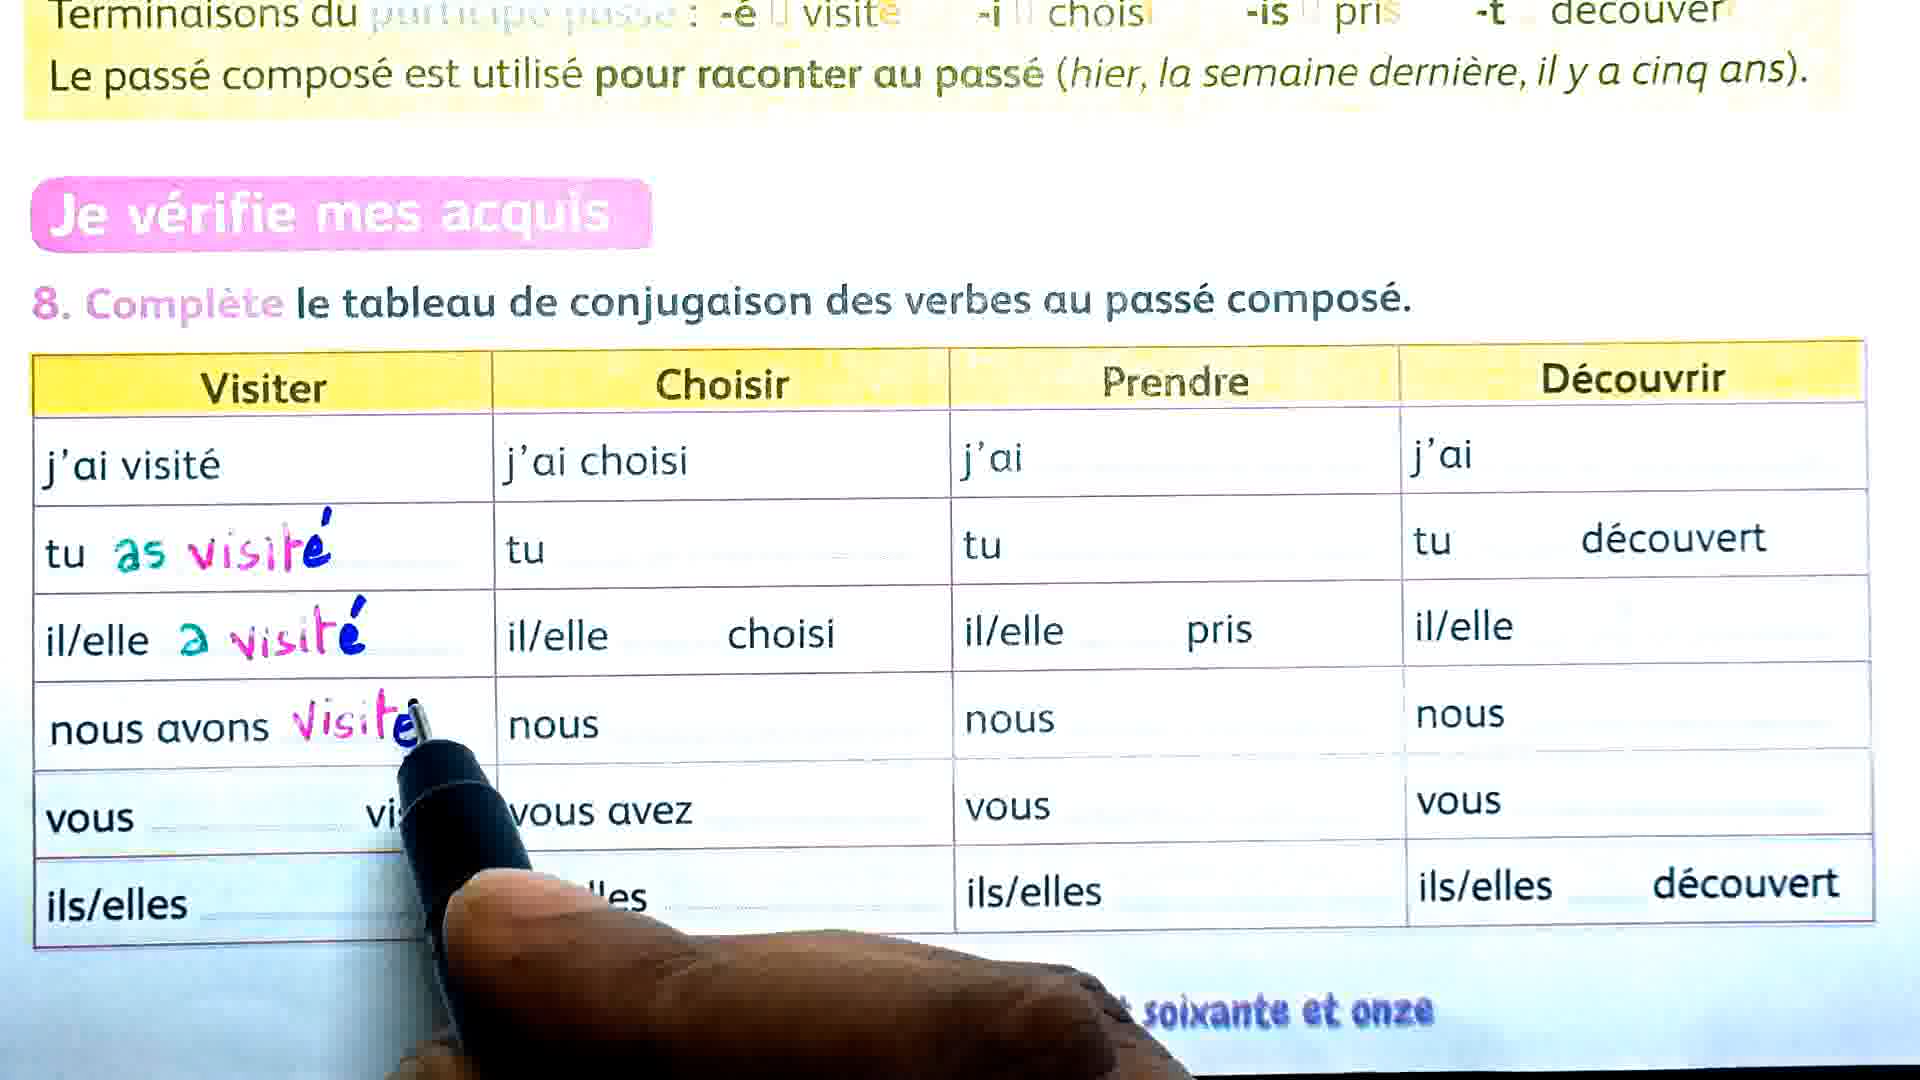 Terminaisons du participe passé : -é visité -i choisi -is pris -t découver
Le passé composé est utilisé pour raconter au passé (hier, la semaine dernière, il y a cinq ans).
Je vérifie mes acquis
8. Complète le tableau de conjugaison des verbes au passé composé.
Visiter Choisir Prendre Découvrir
j'ai visité j'ai choisi j'ai j'ai
tu as visité tu tu tu découvert
il/elle a visité il/elle choisi il/elle pris il/elle
nous avons visite nous nous nous
vous vous avez vous vous
ils/elles ils/elles ils/elles découvert
soixante et onze